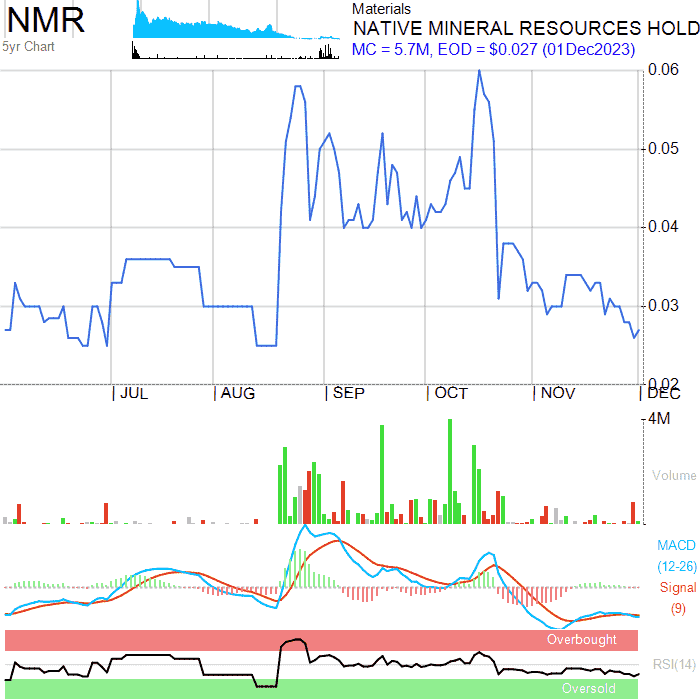 NMR
5yr Chart
Materials
NATIVE MINERAL RESOURCES HOLD
MC = 5.7M, EOD = $0.027 (01Dec2023)
0.06
0.05
0.04
0.03
0.02
JUL
AUG
SEP
OCT
NOV
DEC
4M
Volume
MACD
(12-26)
Signal
(9)
Overbought
RSI(14)
Oversold